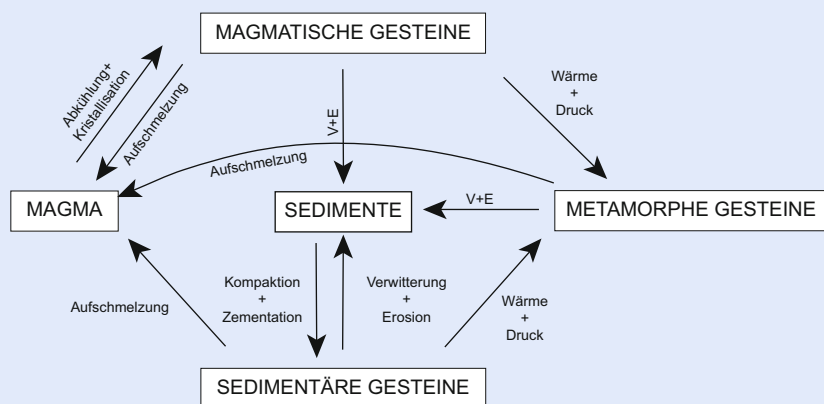 MAGMATISCHE GESTEINE
Abkühlung+
Kristallisation
Aufschmelzung
V+E
Wärme
+
Druck
Aufschmelzung
MAGMA
SEDIMENTE
V+E
METAMORPHE GESTEINE
Aufschmelzung
Kompaktion
+
Zementation
Verwitterung
+
Erosion
Wärme
+
Druck
SEDIMENTÄRE GESTEINE